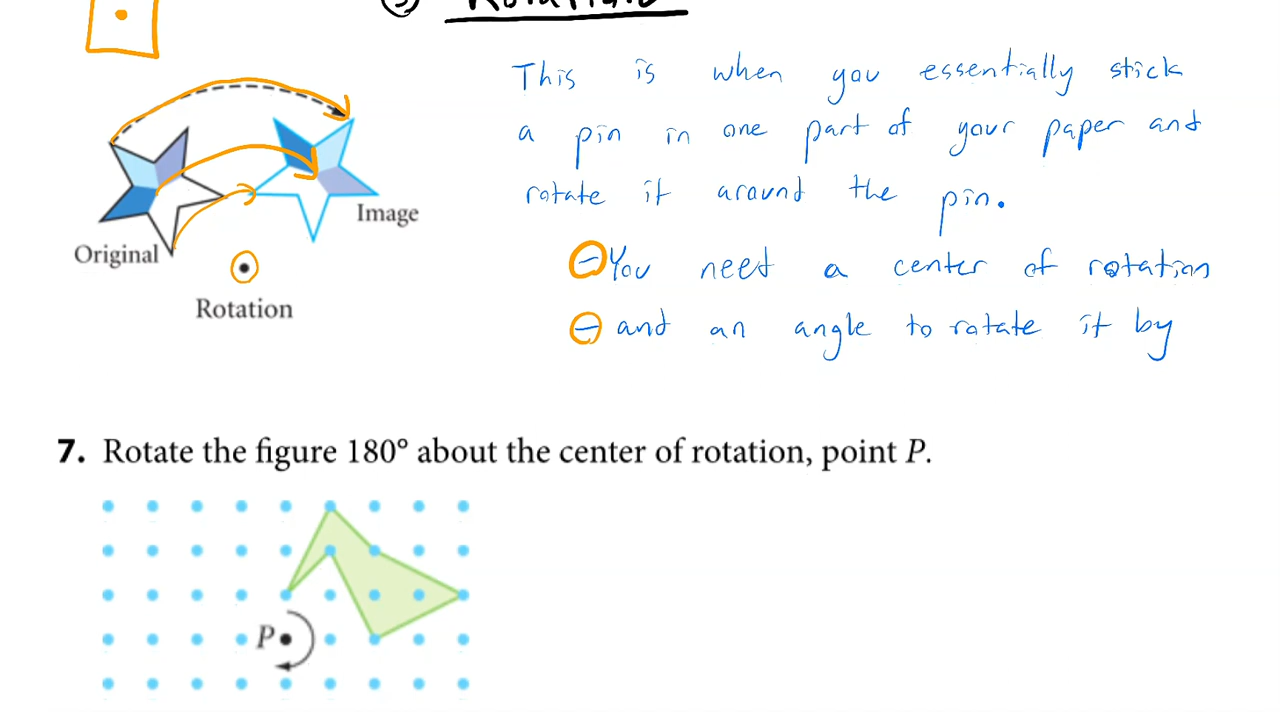 ③ Rotations
This is when you essentially stick
a pin in one part of your paper and
rotate it around the pin.
Image
Original
- You need a center of rotation
Rotation
- and an angle to rotate it by
7. Rotate the figure 180° about the center of rotation, point P.
P